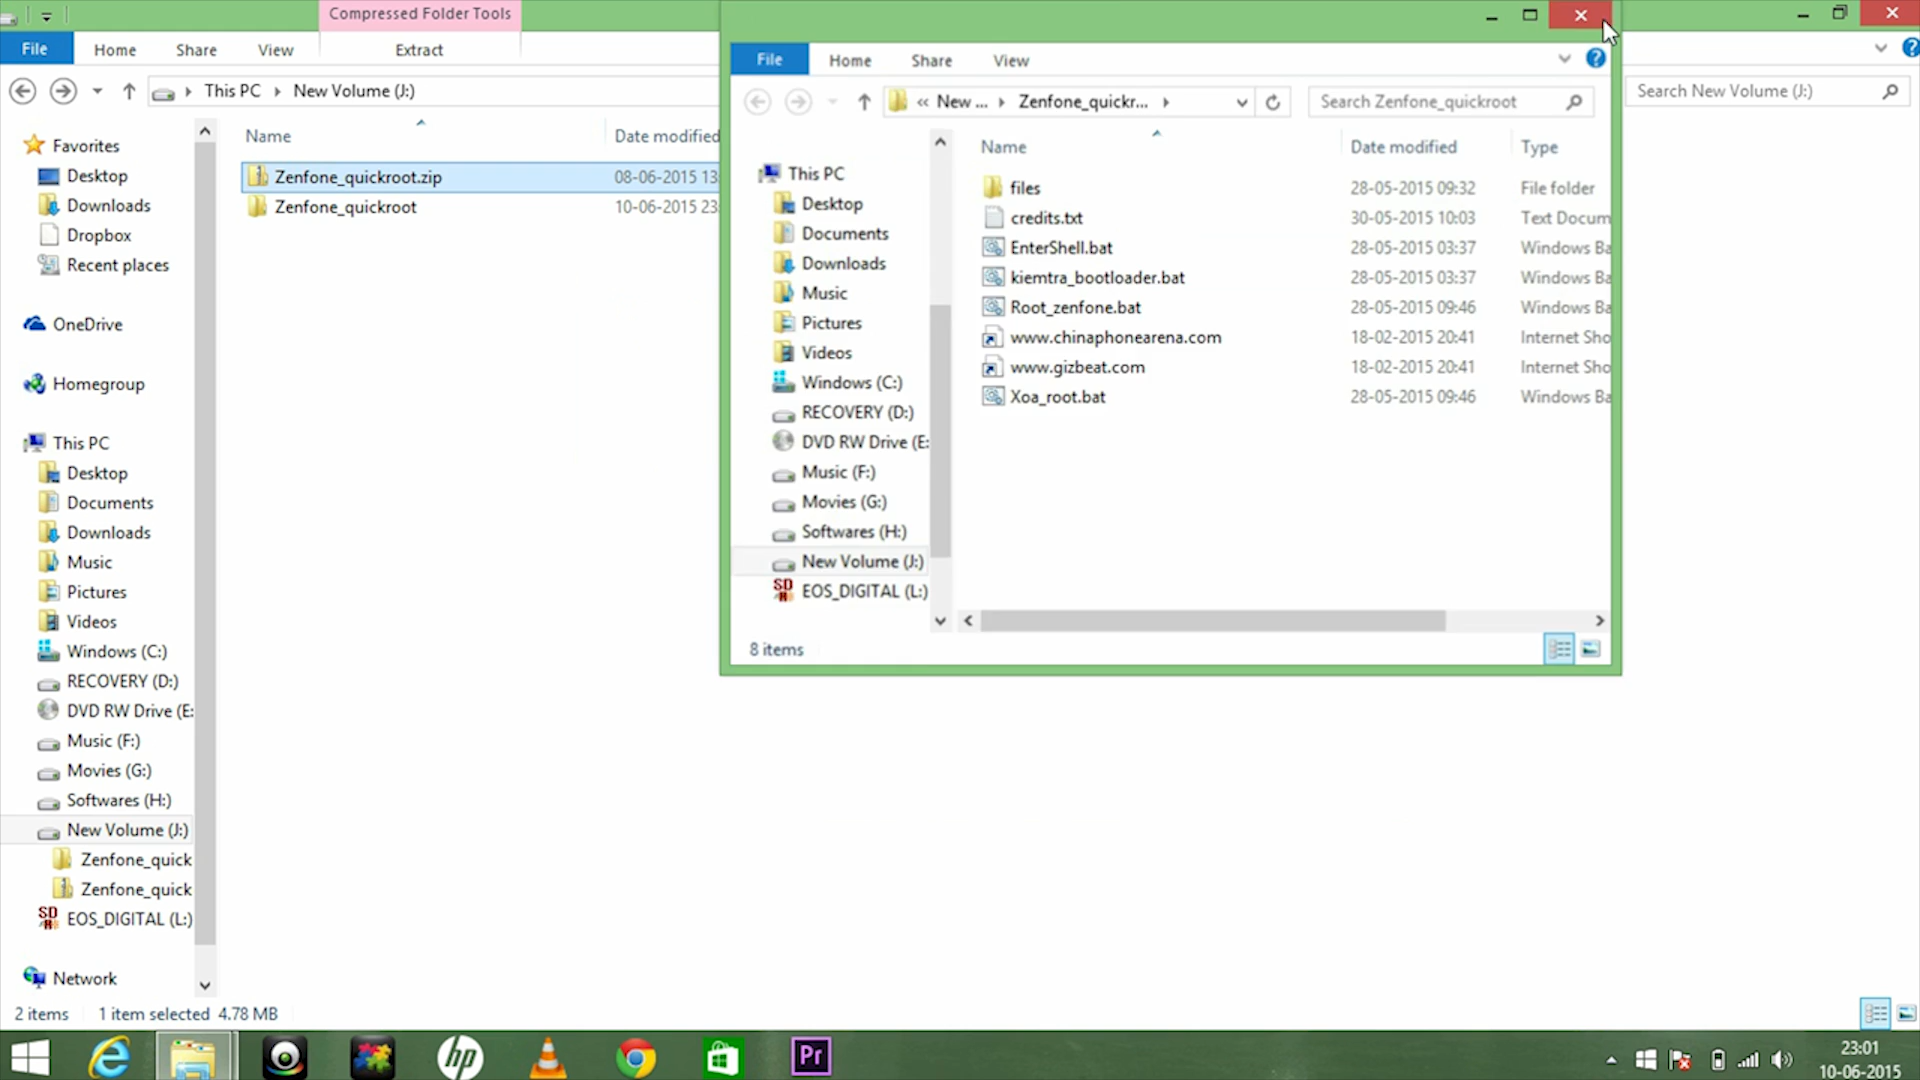 Compressed Folder Tools
File
Home
Share
View
Extract
This PC
New Volume (J:)
Search New Volume (J:)
Favorites
Desktop
Downloads
Dropbox
Recent places
OneDrive
Homegroup
This PC
Desktop
Documents
Downloads
Music
Pictures
Videos
Windows (C:)
RECOVERY (D:)
DVD RW Drive (E:
Music (F:)
Movies (G:)
Softwares (H:)
New Volume (J:)
Zenfone_quick
Zenfone_quick
EOS_DIGITAL (L:)
Network
Name
Date modified
Zenfone_quickroot.zip
08-06-2015 13
Zenfone_quickroot
10-06-2015 23
2 items
1 item selected 4.78 MB
File
Home
Share
View
?
« New ...
Zenfone_quickr...
Search Zenfone_quickroot
This PC
Desktop
Documents
Downloads
Music
Pictures
Videos
Windows (C:)
RECOVERY (D:)
DVD RW Drive (E:
Music (F:)
Movies (G:)
Softwares (H:)
New Volume (J:)
SD
EOS_DIGITAL (L:)
Name
Date modified
Type
files 28-05-2015 09:32 File folder
credits.txt 30-05-2015 10:03 Text Docum
EnterShell.bat 28-05-2015 03:37 Windows Ba
kiemtra_bootloader.bat 28-05-2015 03:37 Windows Ba
Root_zenfone.bat 28-05-2015 09:46 Windows Ba
www.chinaphonearena.com 18-02-2015 20:41 Internet Sho
www.gizbeat.com 18-02-2015 20:41 Internet Sho
Xoa_root.bat 28-05-2015 09:46 Windows Ba
8 items
hp
Pr
23:01
10-06-2015